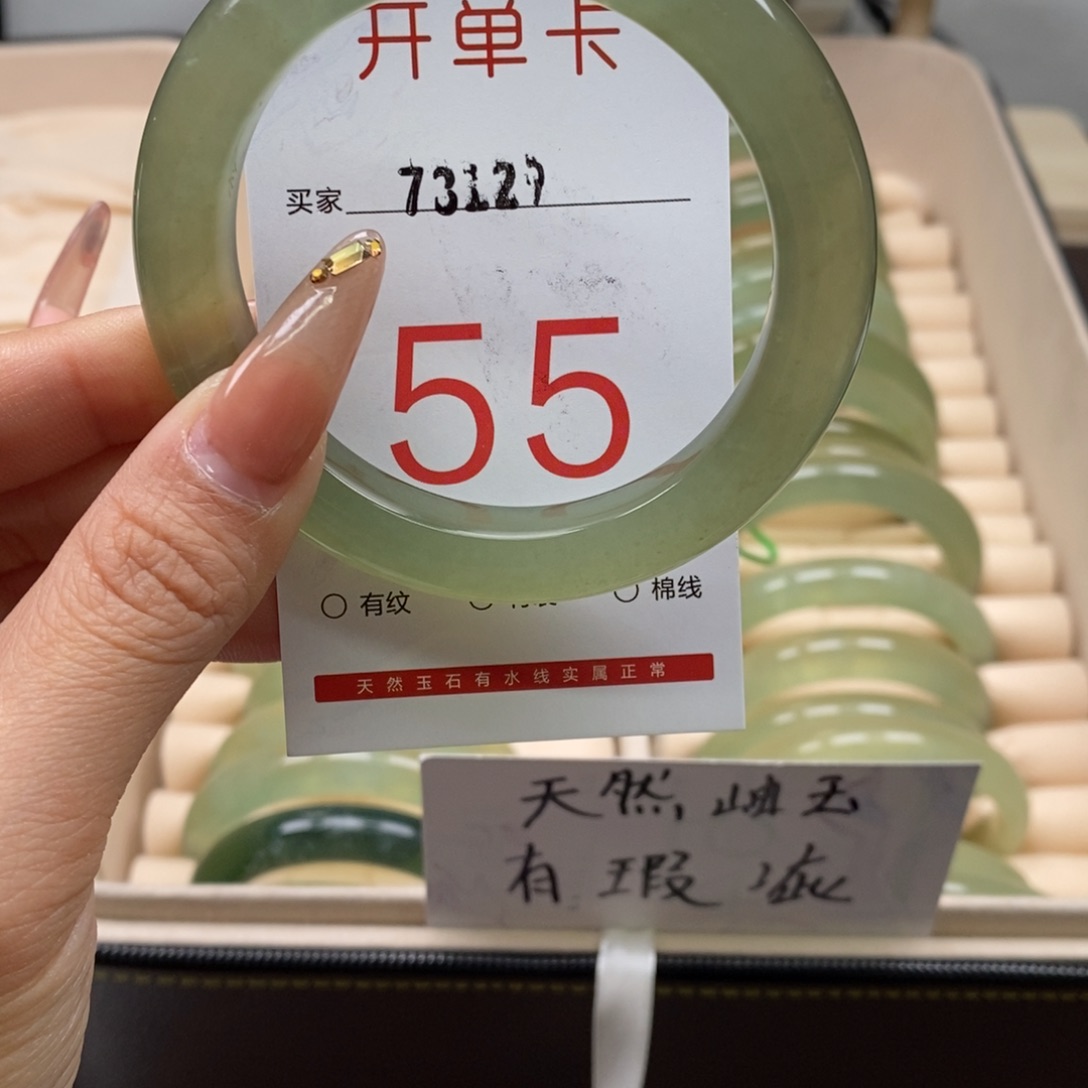 开单卡
买家 73127
55
有纹 棉线
天然玉石有水线实属正常
天然岫玉
有瑕疵